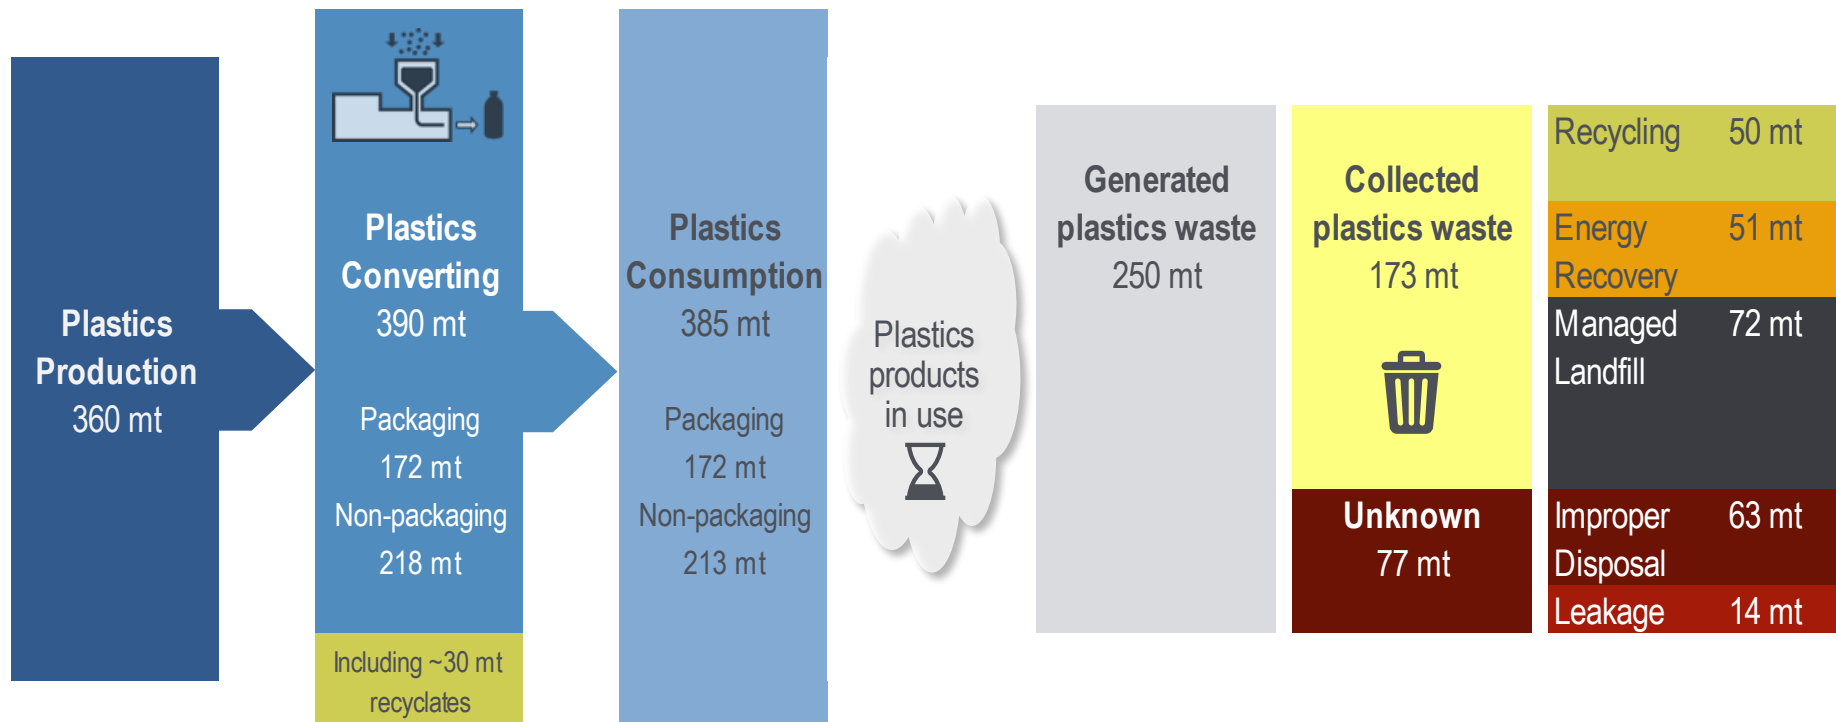 Plastics
Production
360 mt
Plastics
Converting
390 mt
Packaging
172 mt
Non-packaging
218 mt
Including ~30 mt
recyclates
Plastics
Consumption
385 mt
Packaging
172 mt
Non-packaging
213 mt
Plastics
products
in use
Generated
plastics waste
250 mt
Collected
plastics waste
173 mt
Unknown
77 mt
Recycling 50 mt
Energy 51 mt
Recovery
Managed 72 mt
Landfill
Improper 63 mt
Disposal
Leakage 14 mt